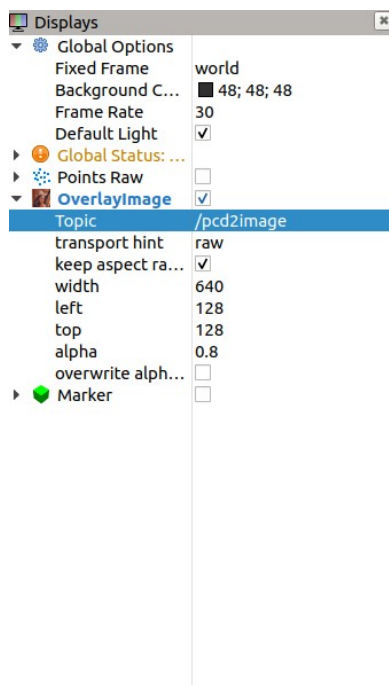 Displays
Global Options
Fixed Frame world
Background C... 48; 48; 48
Frame Rate 30
Default Light
Global Status: ...
Points Raw
OverlayImage
Topic /pcd2image
transport hint raw
keep aspect ra...
width 640
left 128
top 128
alpha 0.8
overwrite alph...
Marker